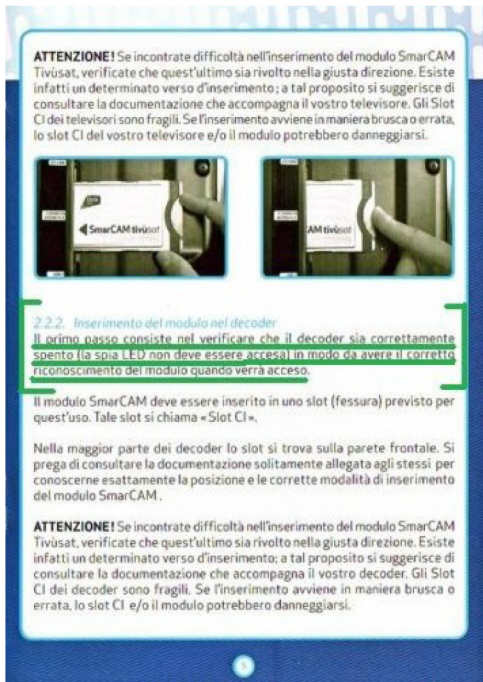 ATTENZIONE! Se incontrate difficoltà nell'inserimento del modulo SmarCAM
Tivùsat, verificate che quest'ultimo sia rivolto nella giusta direzione. Esiste
infatti un determinato verso d'inserimento; a tal proposito si suggerisce di
consultare la documentazione che accompagna il vostro televisore. Gli Slot
CI dei televisori sono fragili. Se l'inserimento avviene in maniera brusca o errata,
lo slot CI del vostro televisore e/o il modulo potrebbero danneggiarsi.
SmarCAM tivùsat
AM tivùsat
2.2.2. Inserimento del modulo nel decoder
Il primo passo consiste nel verificare che il decoder sia correttamente
spento (la spia LED non deve essere accesa) in modo da avere il corretto
riconoscimento del modulo quando verrà acceso.
Il modulo SmarCAM deve essere inserito in uno slot (fessura) previsto per
quest'uso. Tale slot si chiama «Slot CI».
Nella maggior parte dei decoder lo slot si trova sulla parete frontale. Si
prega di consultare la documentazione solitamente allegata agli stessi per
conoscerne esattamente la posizione e le corrette modalità di inserimento
del modulo SmarCAM.
ATTENZIONE! Se incontrate difficoltà nell'inserimento del modulo SmarCAM
Tivùsat, verificate che quest'ultimo sia rivolto nella giusta direzione. Esiste
infatti un determinato verso d'inserimento; a tal proposito si suggerisce di
consultare la documentazione che accompagna il vostro decoder. Gli Slot
CI dei decoder sono fragili. Se l'inserimento avviene in maniera brusca o
errata, lo slot CI e/o il modulo potrebbero danneggiarsi.
5